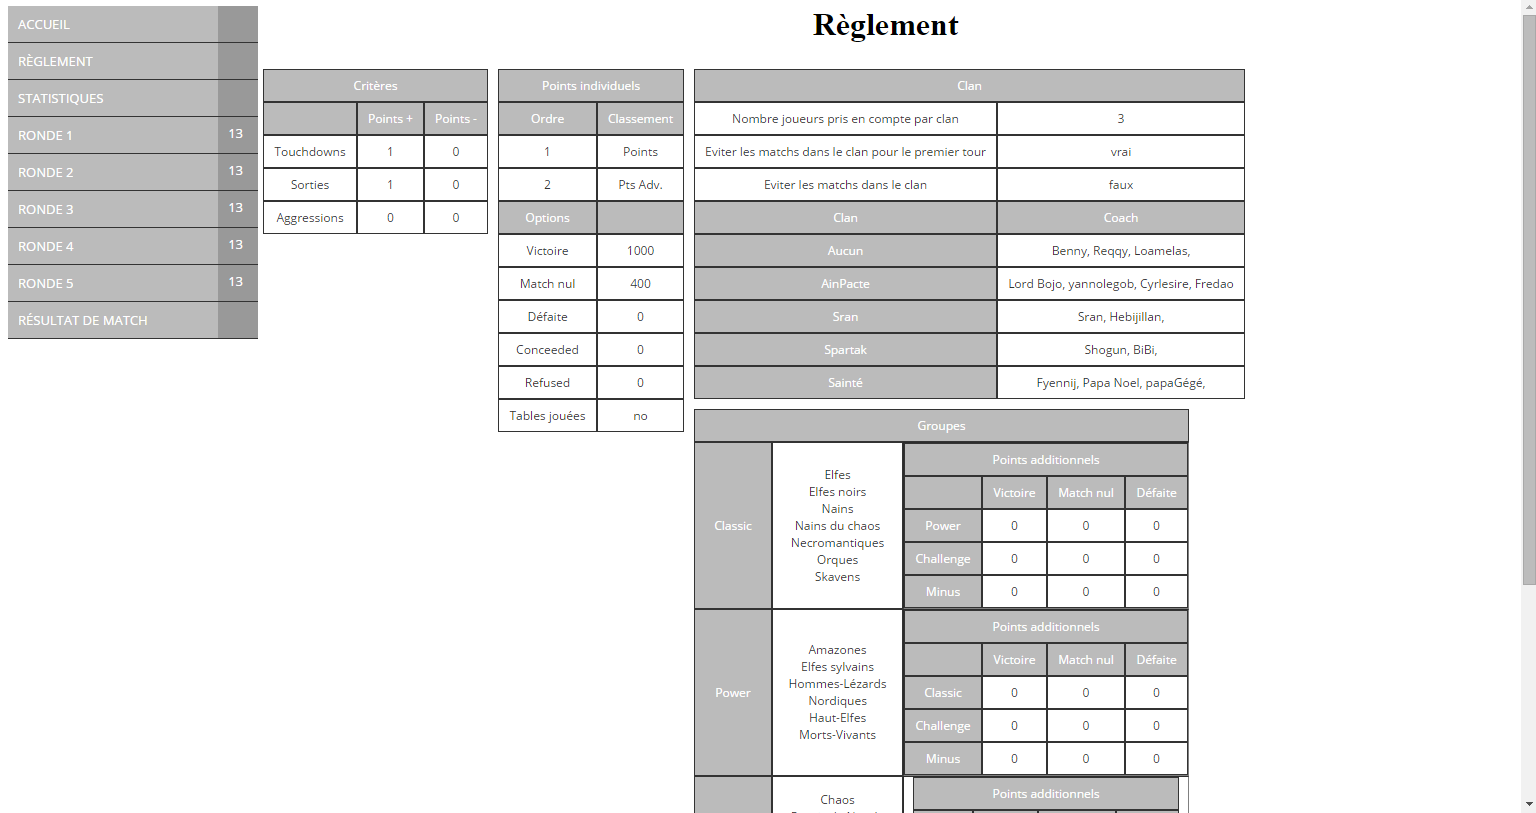 Règlement
ACCUEIL
RÈGLEMENT
STATISTIQUES
RONDE 1 13
RONDE 2 13
RONDE 3 13
RONDE 4 13
RONDE 5 13
RÉSULTAT DE MATCH
Critères
Points + Points -
Touchdowns 1 0
Sorties 1 0
Aggressions 0 0
Points individuels
Ordre Classement
1 Points
2 Pts Adv.
Options
Victoire 1000
Match nul 400
Défaite 0
Conceeded 0
Refused 0
Tables jouées no
Clan
Nombre joueurs pris en compte par clan 3
Eviter les matchs dans le clan pour le premier tour vrai
Eviter les matchs dans le clan faux
Clan Coach
Aucun Benny, Reqqy, Loamelas,
AinPacte Lord Bojo, yannolegob, Cyrlesire, Fredao
Sran Sran, Hebijillan,
Spartak Shogun, BiBi,
Sainté Fyennij, Papa Noel, papaGégé,
Groupes
Classic
Elfes
Elfes noirs
Nains
Nains du chaos
Necromantiques
Orques
Skavens
Points additionnels
Victoire Match nul Défaite
Power 0 0 0
Challenge 0 0 0
Minus 0 0 0
Power
Amazones
Elfes sylvains
Hommes-Lézards
Nordiques
Haut-Elfes
Morts-Vivants
Points additionnels
Victoire Match nul Défaite
Classic 0 0 0
Challenge 0 0 0
Minus 0 0 0
Chaos
Points additionnels